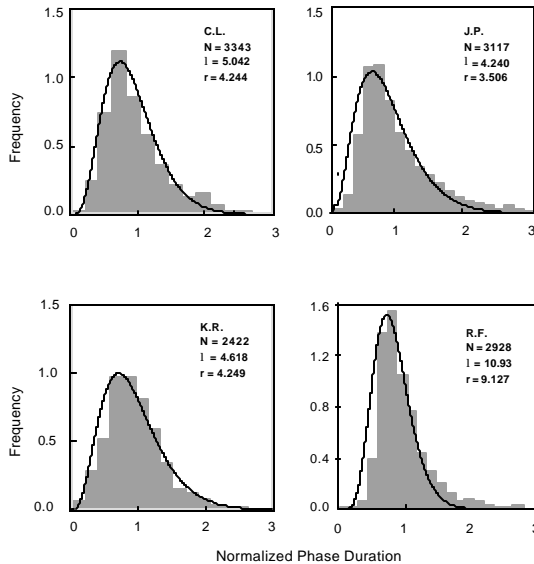 C.L.
N = 3343
l = 5.042
r = 4.244
1.5
1.0
0.5
0.0
0 1 2 3
Frequency
J.P.
N = 3117
l = 4.240
r = 3.506
1.5
1.0
0.5
0.0
0 1 2 3
K.R.
N = 2422
l = 4.618
r = 4.249
1.5
1.0
0.5
0.0
0 1 2 3
Frequency
R.F.
N = 2928
l = 10.93
r = 9.127
1.6
1.2
0.8
0.4
0.0
0 1 2 3
Normalized Phase Duration